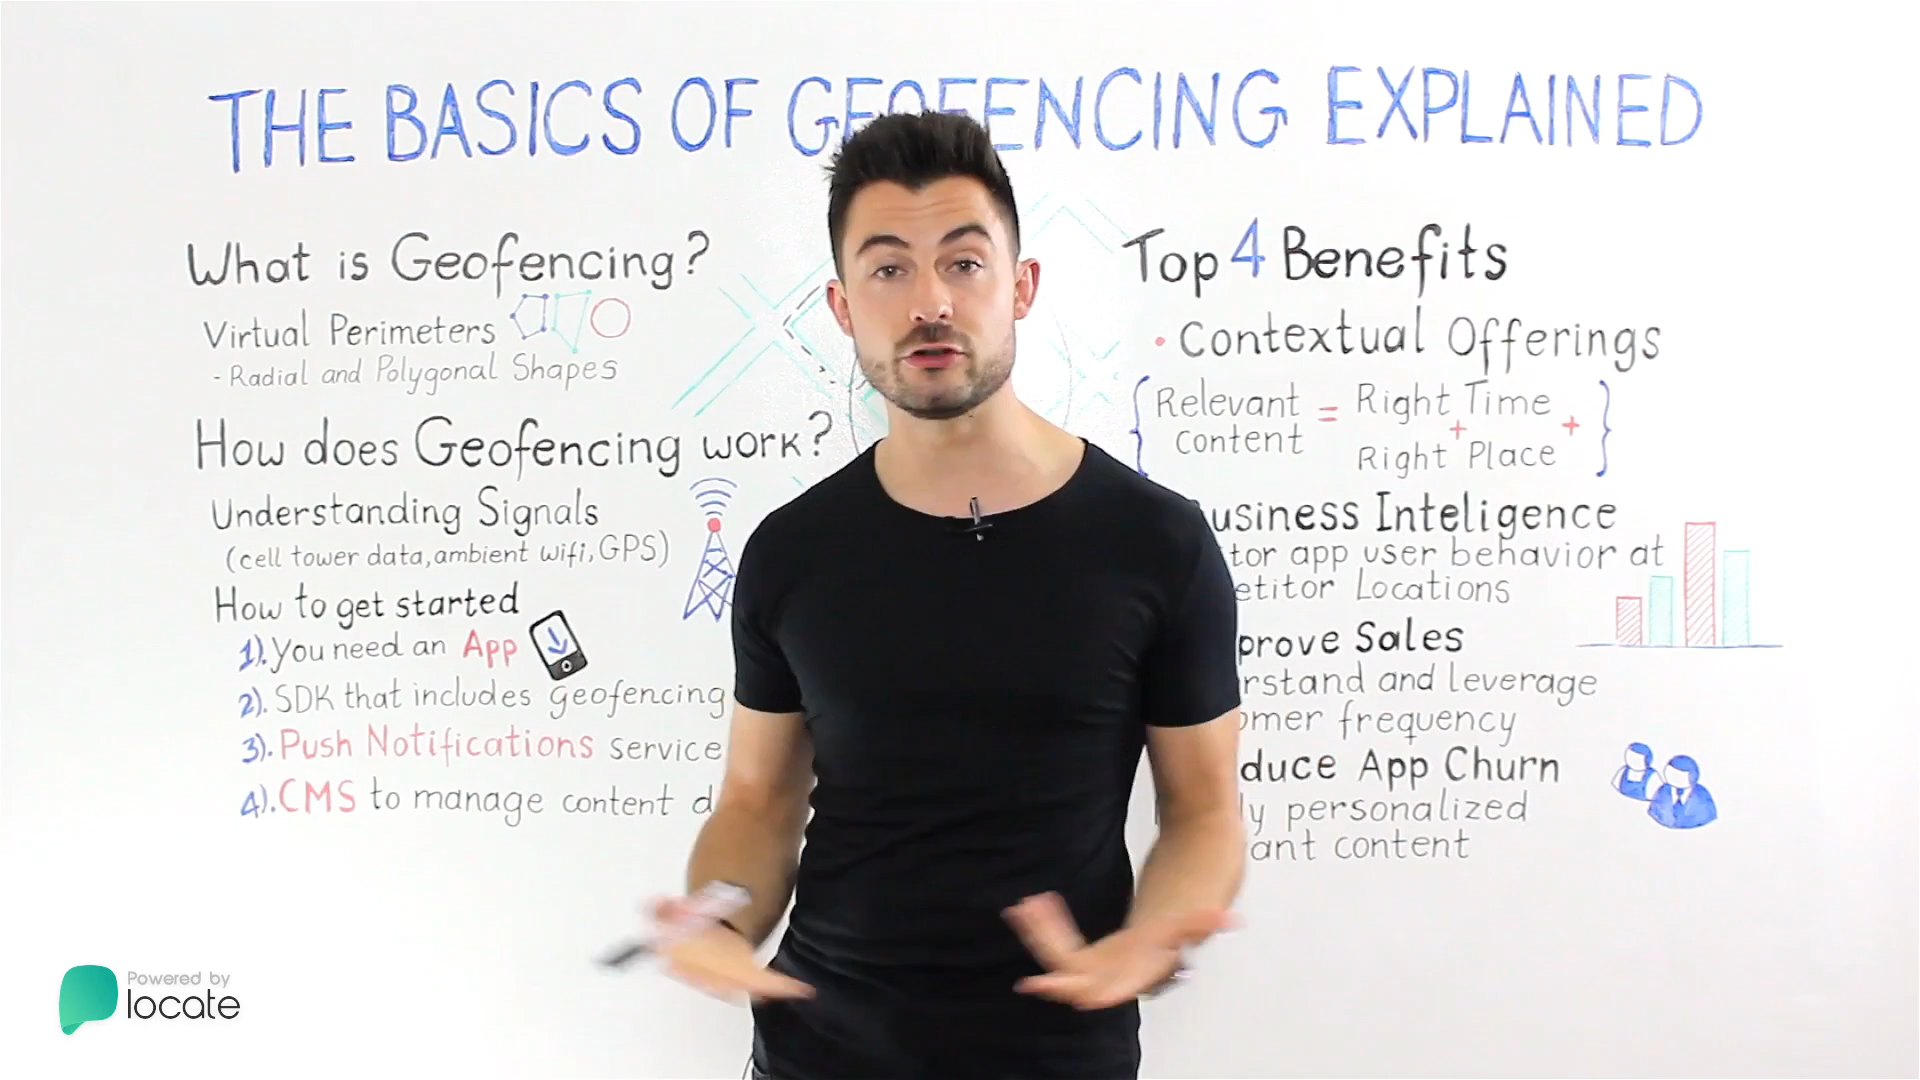 THE BASICS OF GEOFENCING EXPLAINED
What is Geofencing?
Virtual Perimeters
- Radial and Polygonal Shapes
How does Geofencing work?
Understanding Signals
(cell tower data, ambient wifi, GPS)
How to get started
1). You need an App
2). SDK that includes geofencing
3). Push Notifications service
4). CMS to manage content
Top 4 Benefits
• Contextual Offerings
Relevant content = Right Time + Right Place +
usiness Inteligence
tor app user behavior at
etitor Locations
prove Sales
rstand and leverage
omer frequency
duce App Churn
y personalized
ant content
Powered by
locate